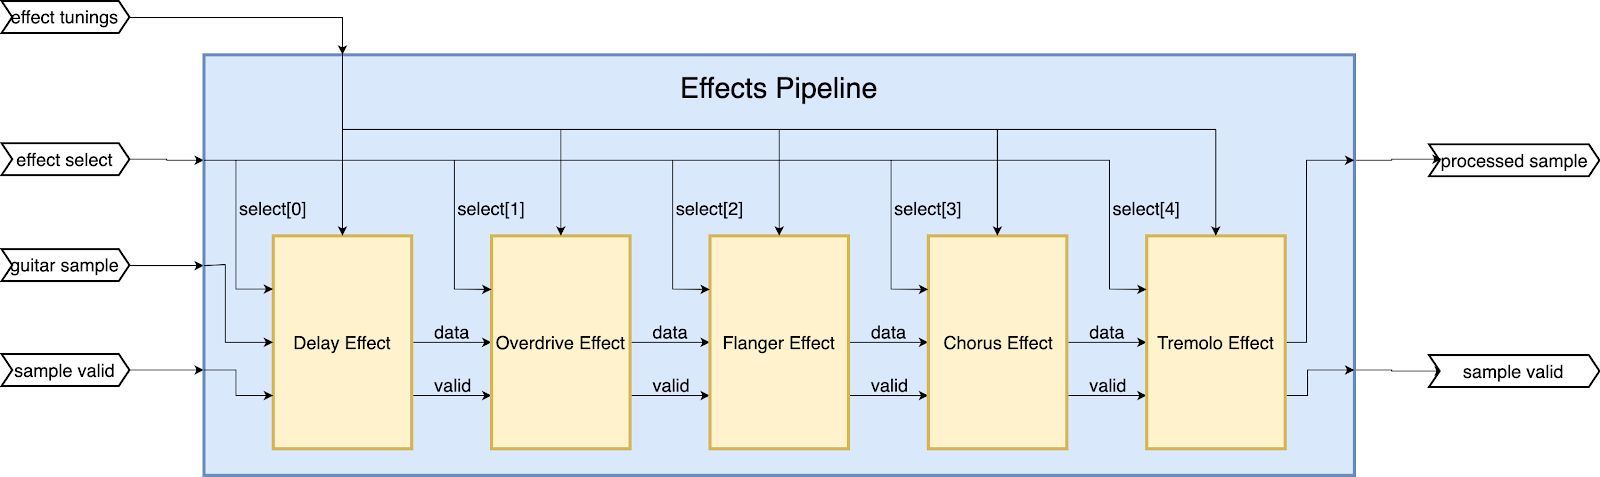 effect tunings
Effects Pipeline
effect select
processed sample
select[0]
select[1]
select[2]
select[3]
select[4]
guitar sample
Delay Effect
data
Overdrive Effect
data
Flanger Effect
data
Chorus Effect
data
Tremolo Effect
sample valid
valid
valid
valid
valid
sample valid